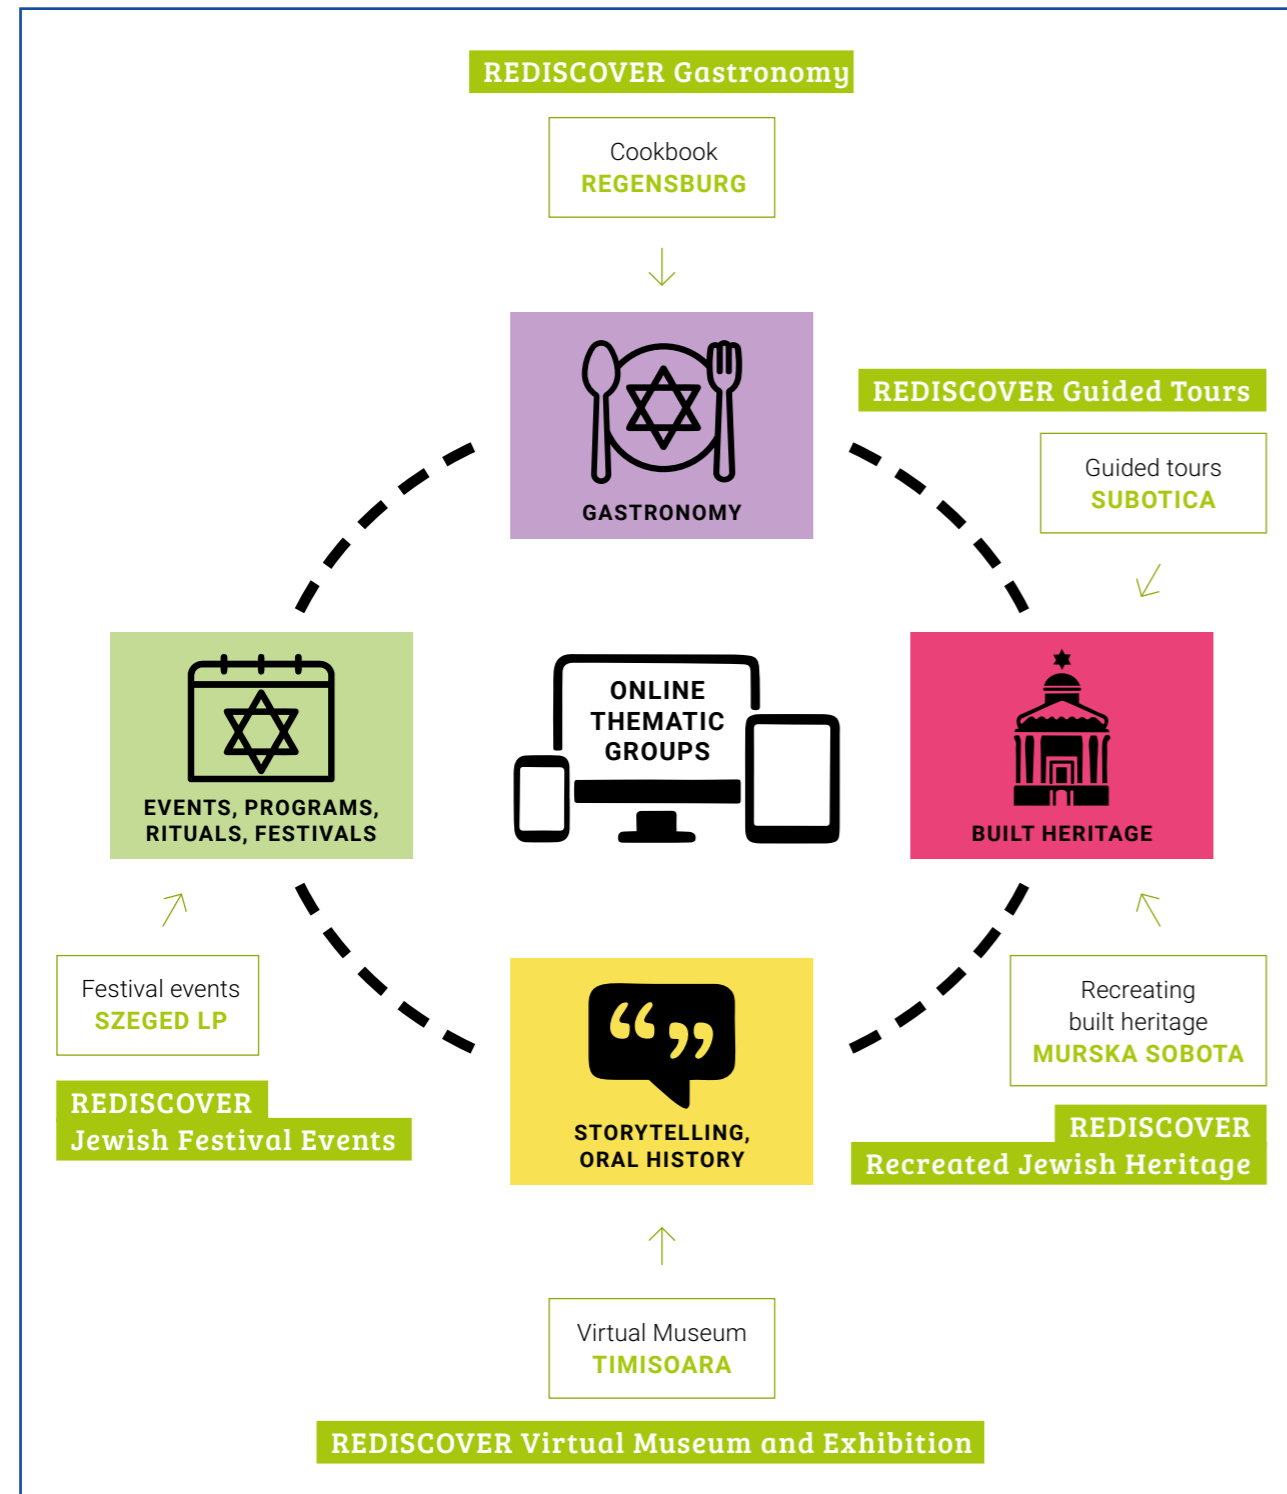 REDISCOVER Gastronomy
Cookbook
REGENSBURG
GASTRONOMY
REDISCOVER Guided Tours
Guided tours
SUBOTICA
EVENTS, PROGRAMS,
RITUALS, FESTIVALS
ONLINE
THEMATIC
GROUPS
BUILT HERITAGE
Festival events
SZEGED LP
REDISCOVER
Jewish Festival Events
STORYTELLING,
ORAL HISTORY
Recreating
built heritage
MURSKA SOBOTA
REDISCOVER
Recreated Jewish Heritage
Virtual Museum
TIMISOARA
REDISCOVER Virtual Museum and Exhibition